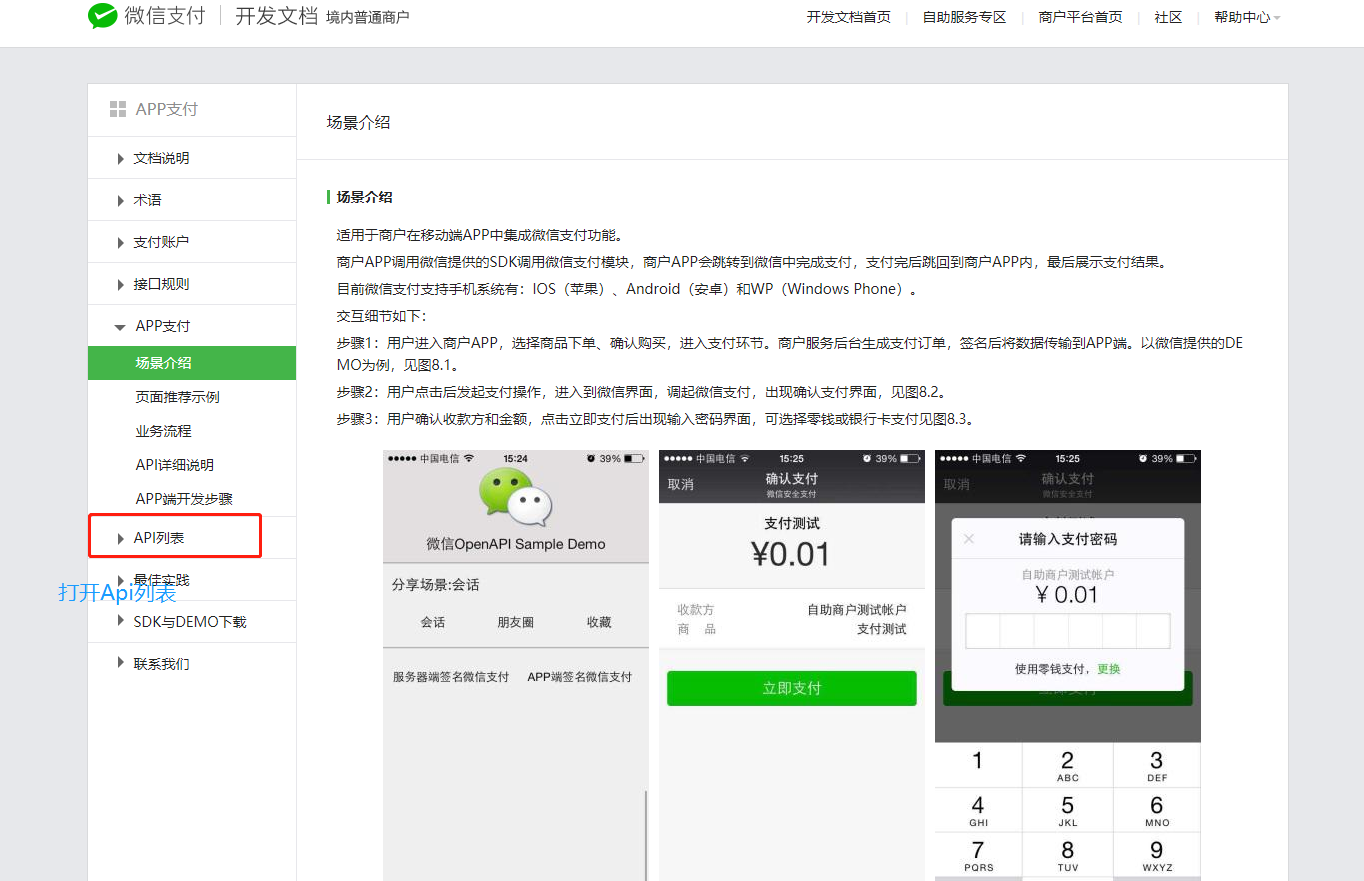 微信支付 开发文档 境内普通商户
开发文档首页 自助服务专区 商户平台首页 社区 帮助中心
APP支付
文档说明
术语
支付账户
接口规则
APP支付
场景介绍
页面推荐示例
业务流程
API详细说明
APP端开发步骤
API列表
最佳实践
打开Api列表
SDK与DEMO下载
联系我们
场景介绍
场景介绍
适用于商户在移动端APP中集成微信支付功能。
商户APP调用微信提供的SDK调用微信支付模块，商户APP会跳转到微信中完成支付，支付完后跳回到商户APP内，最后展示支付结果。
目前微信支付支持手机系统有：IOS（苹果）、Android（安卓）和WP（Windows Phone）。
交互细节如下：
步骤1：用户进入商户APP，选择商品下单、确认购买，进入支付环节。商户服务后台生成支付订单，签名后将数据传输到APP端。以微信提供的DE
MO为例，见图8.1。
步骤2：用户点击后发起支付操作，进入到微信界面，调起微信支付，出现确认支付界面，见图8.2。
步骤3：用户确认收款方和金额，点击立即支付后出现输入密码界面，可选择零钱或银行卡支付见图8.3。
中国电信 15:24 39%
微信OpenAPI Sample Demo
分享场景:会话
会话 朋友圈 收藏
服务器端签名微信支付 APP端签名微信支付
中国电信 15:25 39%
取消 确认支付
微信安全支付
支付测试
¥0.01
收款方 自助商户测试帐户
商 品 支付测试
立即支付
中国电信 15:25 39%
取消 确认支付
微信安全支付
请输入支付密码
自助商户测试帐户
¥ 0.01
使用零钱支付，更换
立即支付
1 2 3
ABC DEF
4 5 6
GHI JKL MNO
7 8 9
PQRS TUV WXYZ